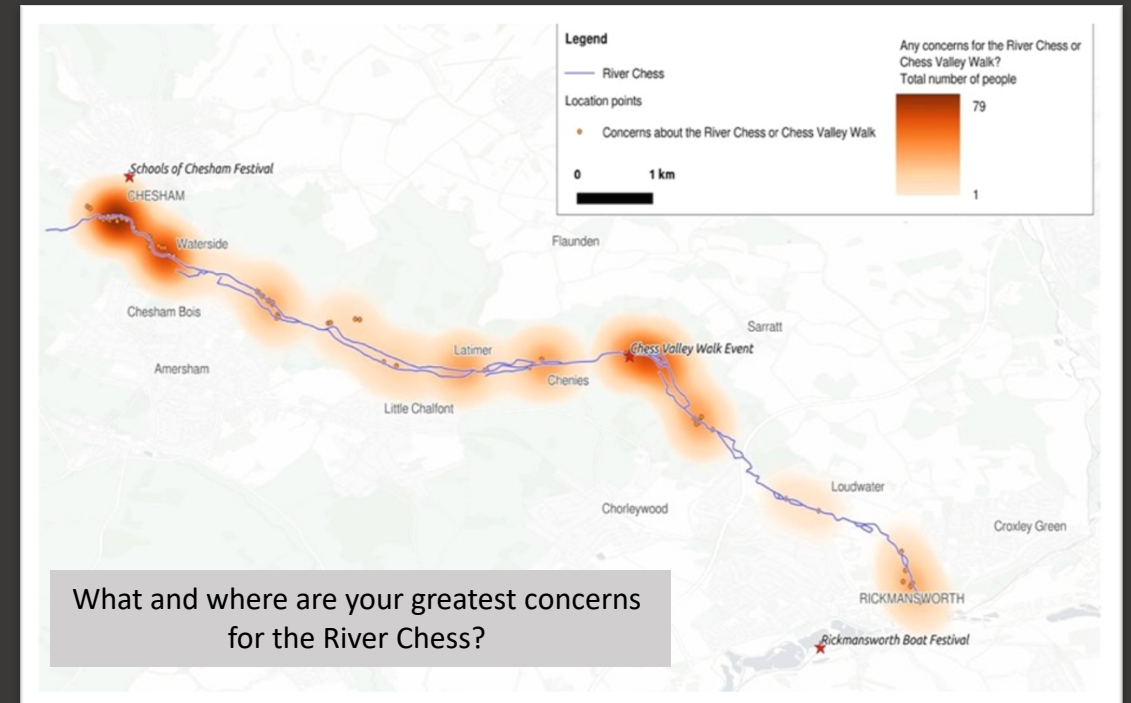 Legend
River Chess
Location points
Concerns about the River Chess or Chess Valley Walk
0 1 km
Any concerns for the River Chess or
Chess Valley Walk?
Total number of people
79
1
Schools of Chesham Festival
CHESHAM
Waterside
Flaunden
Chesham Bois
Sarratt
Latimer
Chess Valley Walk Event
Amersham
Chenies
Little Chalfont
Loudwater
Chorleywood
Croxley Green
RICKMANSWORTH
Rickmansworth Boat Festival
What and where are your greatest concerns
for the River Chess?